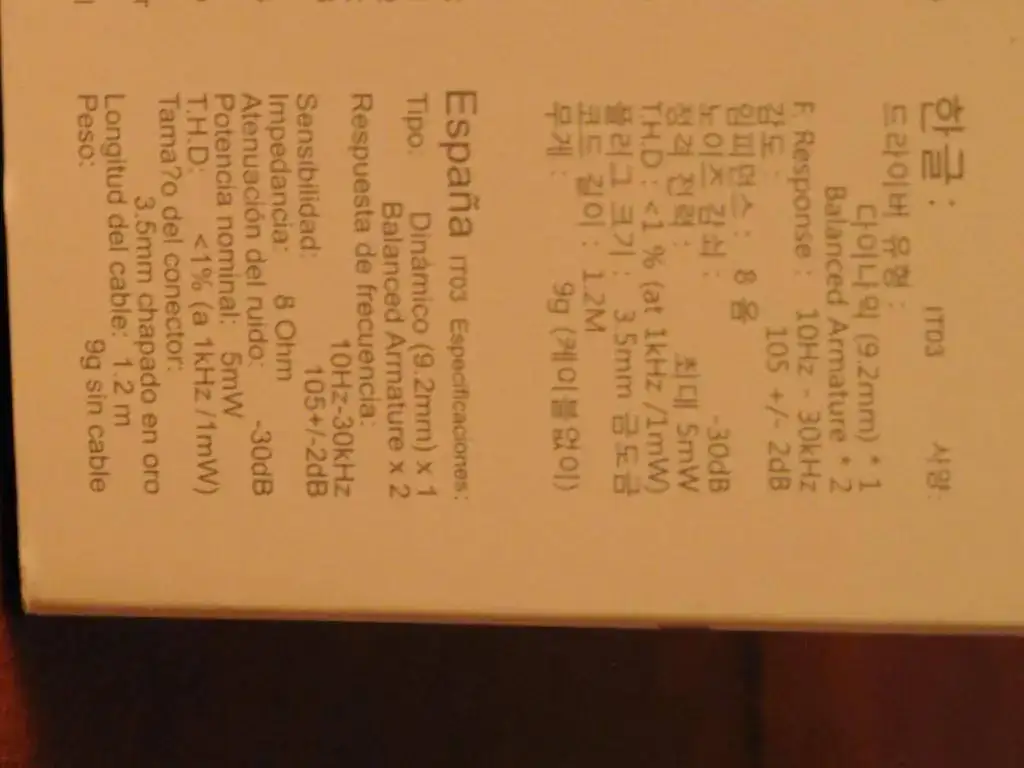 한글: IT03 사양:
드라이버 유형:
다이나믹 (9.2mm) * 1
Balanced Armature * 2
F. Response: 10Hz - 30kHz
감도: 105 +/- 2dB
임피던스: 8 옴
노이즈 감쇠: -30dB
정격 전력: 최대 5mW
T.H.D: <1 % (at 1kHz /1mW)
플러그 크기: 3.5mm 금도금
코드 길이: 1.2M
무게: 9g (케이블없이)
España IT03 Especificaciones:
Tipo: Dinámico (9.2mm) x 1
Balanced Armature x 2
Respuesta de frecuencia:
10Hz-30kHz
Sensibilidad: 105+/-2dB
Impedancia: 8 Ohm
Atenuación del ruido: -30dB
Potencia nominal: 5mW
T.H.D: <1% (a 1kHz /1mW)
Tama?o del conector:
3.5mm chapado en oro
Longitud del cable: 1.2 m
Peso: 9g sin cable